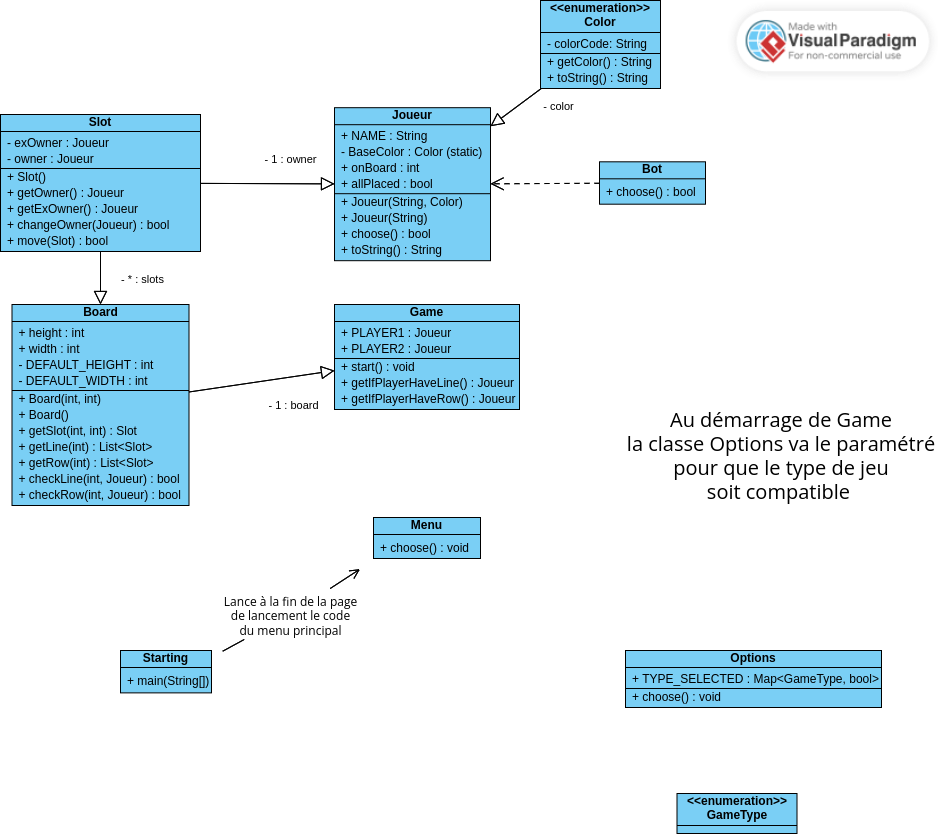 <<enumeration>>
Color
- colorCode: String
+ getColor() : String
+ toString() : String
Made with
VisualParadigm
For non-commercial use
- color
Slot
- exOwner : Joueur
- owner : Joueur
+ Slot()
+ getOwner() : Joueur
+ getExOwner() : Joueur
+ changeOwner(Joueur) : bool
+ move(Slot) : bool
- 1 : owner
Joueur
+ NAME : String
- BaseColor : Color (static)
+ onBoard : int
+ allPlaced : bool
+ Joueur(String, Color)
+ Joueur(String)
+ choose() : bool
+ toString() : String
Bot
+ choose() : bool
- * : slots
Board
+ height : int
+ width : int
- DEFAULT_HEIGHT : int
- DEFAULT_WIDTH : int
+ Board(int, int)
+ Board()
+ getSlot(int, int) : Slot
+ getLine(int) : List<Slot>
+ getRow(int) : List<Slot>
+ checkLine(int, Joueur) : bool
+ checkRow(int, Joueur) : bool
- 1 : board
Game
+ PLAYER1 : Joueur
+ PLAYER2 : Joueur
+ start() : void
+ getIfPlayerHaveLine() : Joueur
+ getIfPlayerHaveRow() : Joueur
Au démarrage de Game
la classe Options va le paramétré
pour que le type de jeu
soit compatible
Menu
+ choose() : void
Lance à la fin de la page
de lancement le code
du menu principal
Starting
+ main(String[])
Options
+ TYPE_SELECTED : Map<GameType, bool>
+ choose() : void
<<enumeration>>
GameType